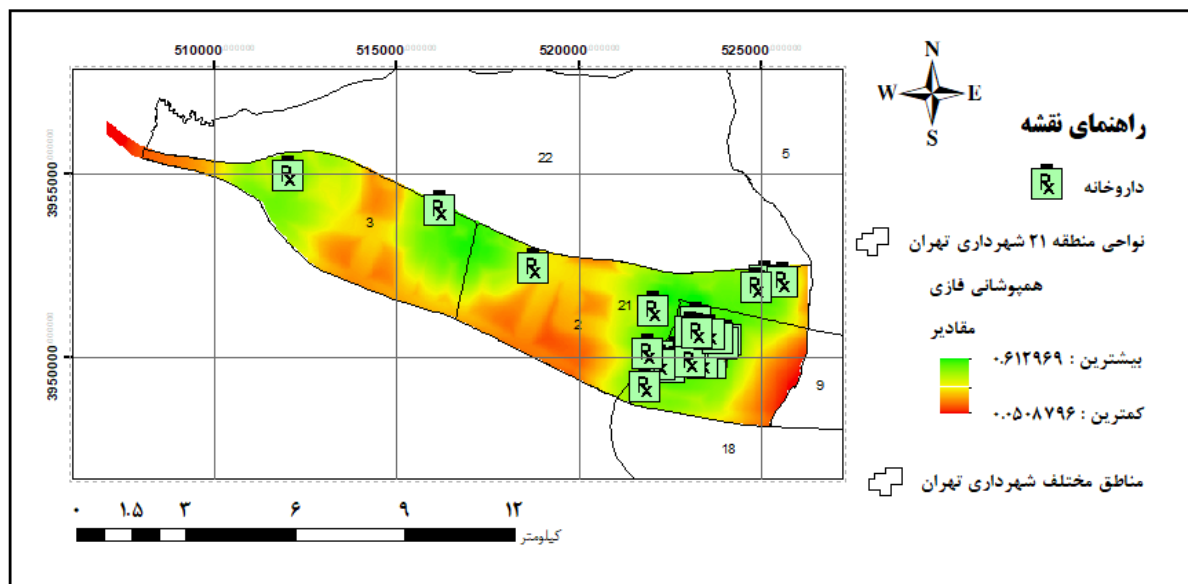 510000 515000 520000 525000
N
W E
S
راهنمای نقشه
داروخانه
نواحی منطقه ۲۱ شهرداری تهران
همپوشانی فازی
مقادیر
بیشترین : ۰.۶۱۲۹۶۹
کمترین : ۰.۰۵۰۸۷۹۶
مناطق مختلف شهرداری تهران
3955000
3950000
22
5
3
21
2
9
18
۰ ۱.۵ ۳ ۶ ۹ ۱۲
کیلومتر